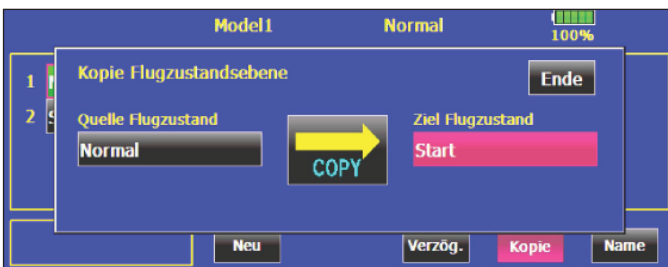 Model1 Normal 100%
Kopie Flugzustandsebene Ende
1
2 S
Quelle Flugzustand Ziel Flugzustand
Normal COPY Start
Neu Verzög. Kopie Name